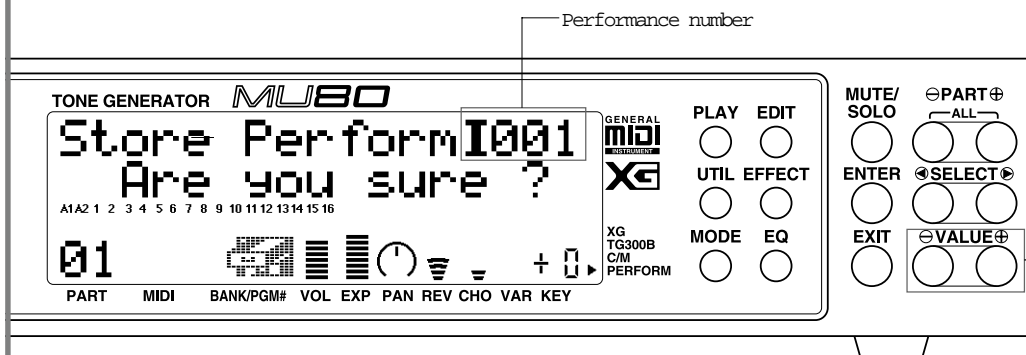 Performance number
TONE GENERATOR MU80
Store Perform I001
Are you sure ?
A1 A2 1 2 3 4 5 6 7 8 9 10 11 12 13 14 15 16
01
+ 0
PART MIDI BANK/PGM# VOL EXP PAN REV CHO VAR KEY
GENERAL
MIDI
INSTRUMENT
XG
XG
TG300B
C/M
PERFORM
PLAY EDIT
UTIL EFFECT
MODE EQ
MUTE/
SOLO
⊖PART⊕
ALL
ENTER
SELECT
EXIT
⊖VALUE⊕